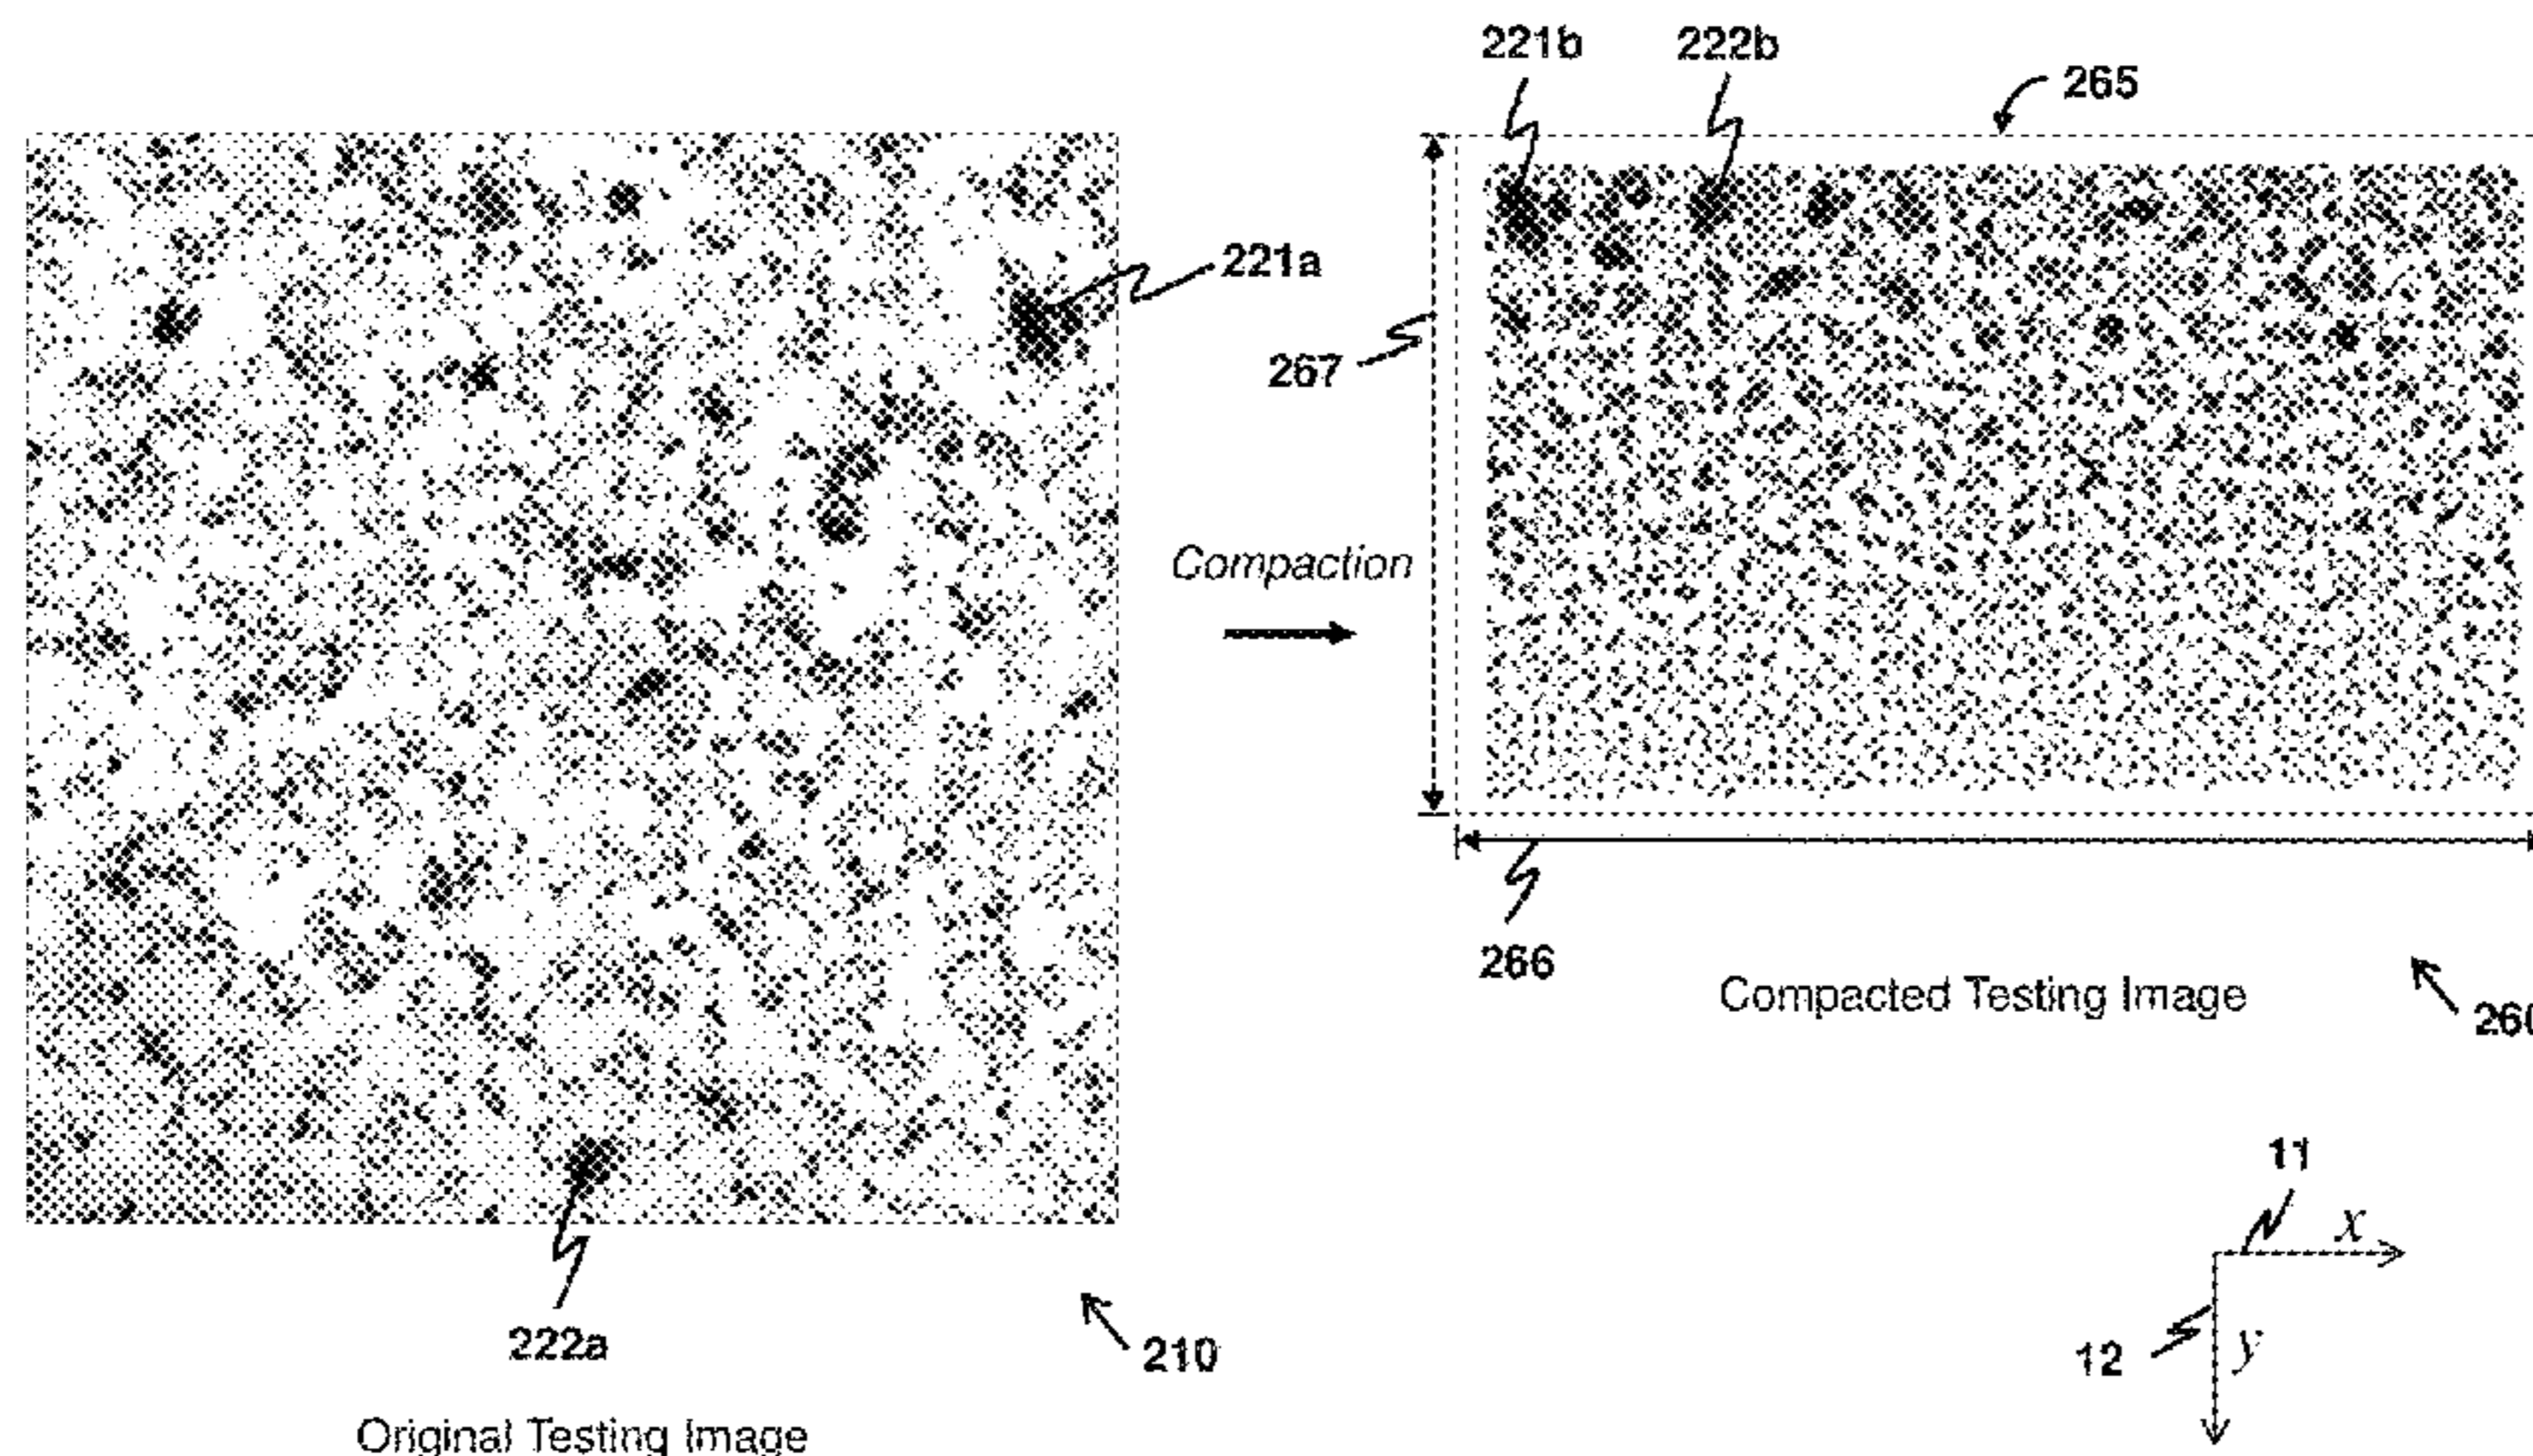 221b
222b
265
221a
267
Compaction
266
Compacted Testing Image
11
x
222a
210
12
y
Original Testing Image